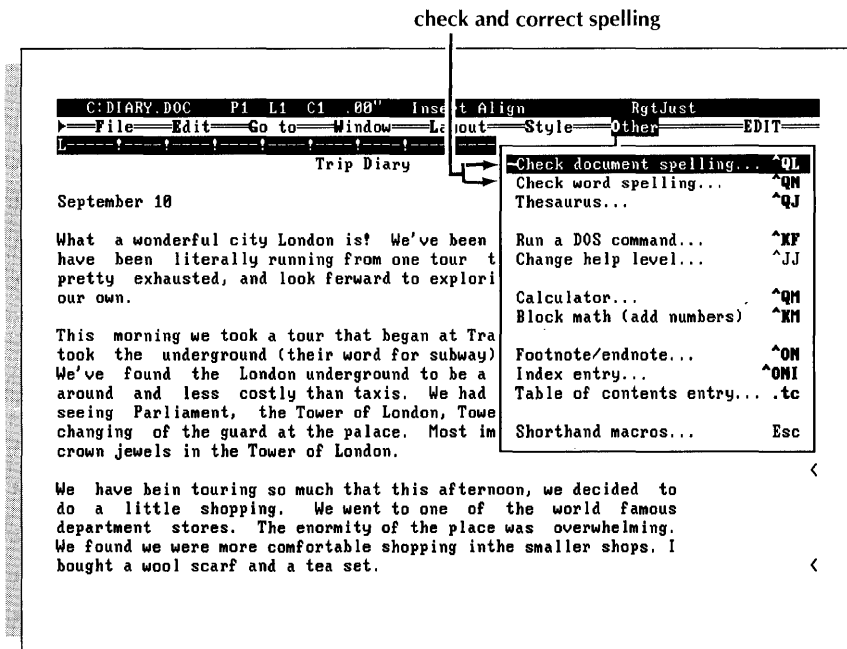 check and correct spelling
C:DIARY.DOC P1 L1 C1 .00" Insert Align RgtJust
File Edit Go to Window Layout Style Other EDIT
L----!----!----!----!----!----!----
Trip Diary
Check document spelling... ^QL
Check word spelling... ^QN
September 10
Thesaurus... ^QJ
What a wonderful city London is! We've been
Run a DOS command... ^KF
have been literally running from one tour t
Change help level... ^JJ
pretty exhausted, and look ferward to explori
our own.
Calculator... ^QM
Block math (add numbers) ^KM
This morning we took a tour that began at Tra
took the underground (their word for subway)
Footnote/endnote... ^ON
We've found the London underground to be a
Index entry... ^ONI
around and less costly than taxis. We had
Table of contents entry... .tc
seeing Parliament, the Tower of London, Towe
changing of the guard at the palace. Most im
Shorthand macros... Esc
crown jewels in the Tower of London.
<
We have bein touring so much that this afternoon, we decided to
do a little shopping. We went to one of the world famous
department stores. The enormity of the place was overwhelming.
We found we were more comfortable shopping inthe smaller shops. I
bought a wool scarf and a tea set. <